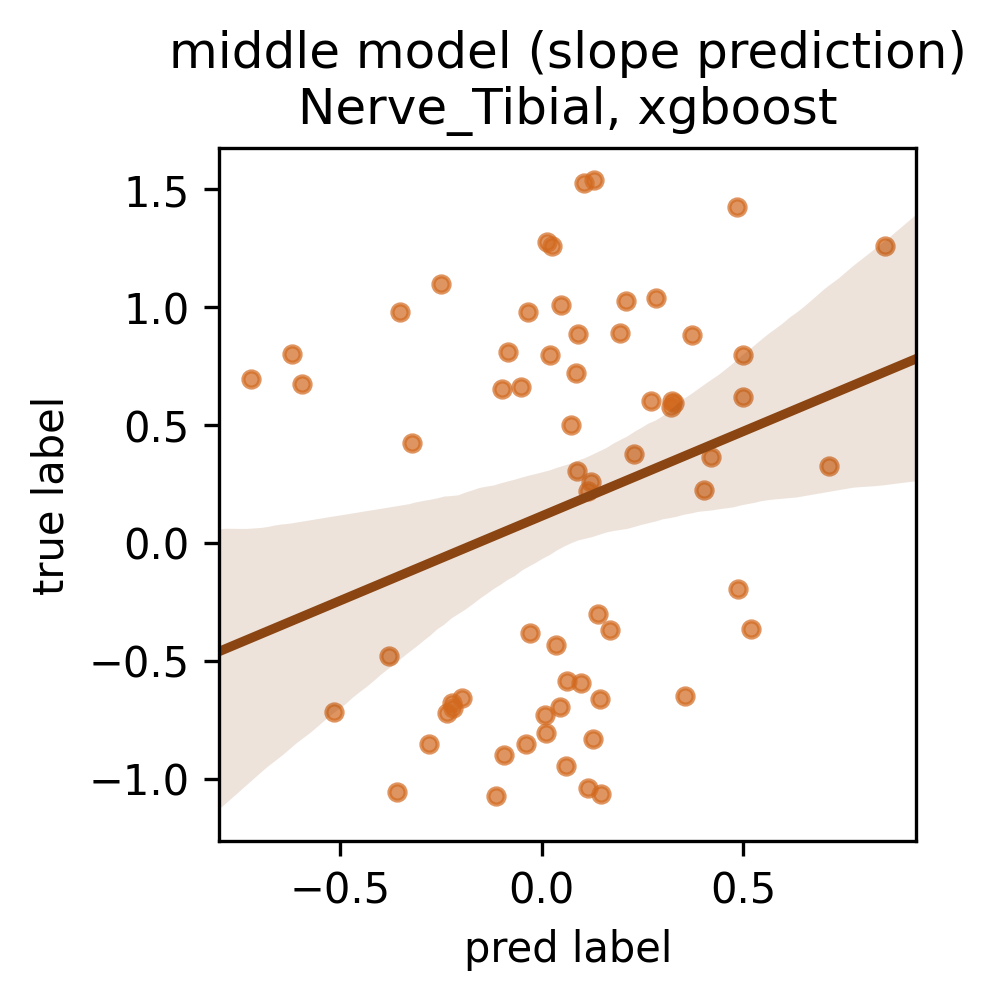 middle model (slope prediction)
Nerve_Tibial, xgboost
1.5
1.0
0.5
0.0
−0.5
−1.0
true label
−0.5 0.0 0.5
pred label